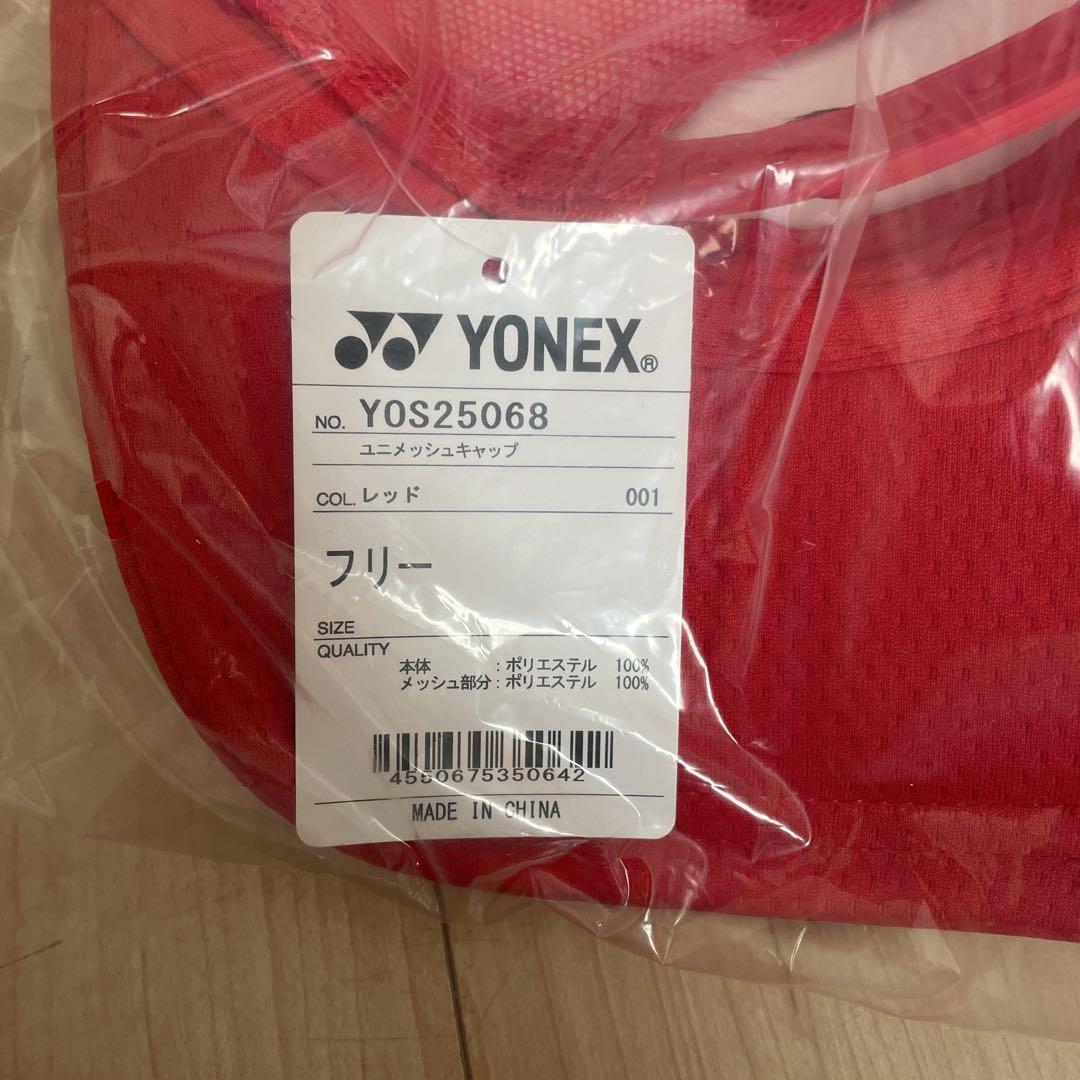 YONEX®
NO. YOS25068
ユニメッシュキャップ
COL. レッド 001
フリー
SIZE
QUALITY
本体 : ポリエステル 100%
メッシュ部分 : ポリエステル 100%
4550675350642
MADE IN CHINA